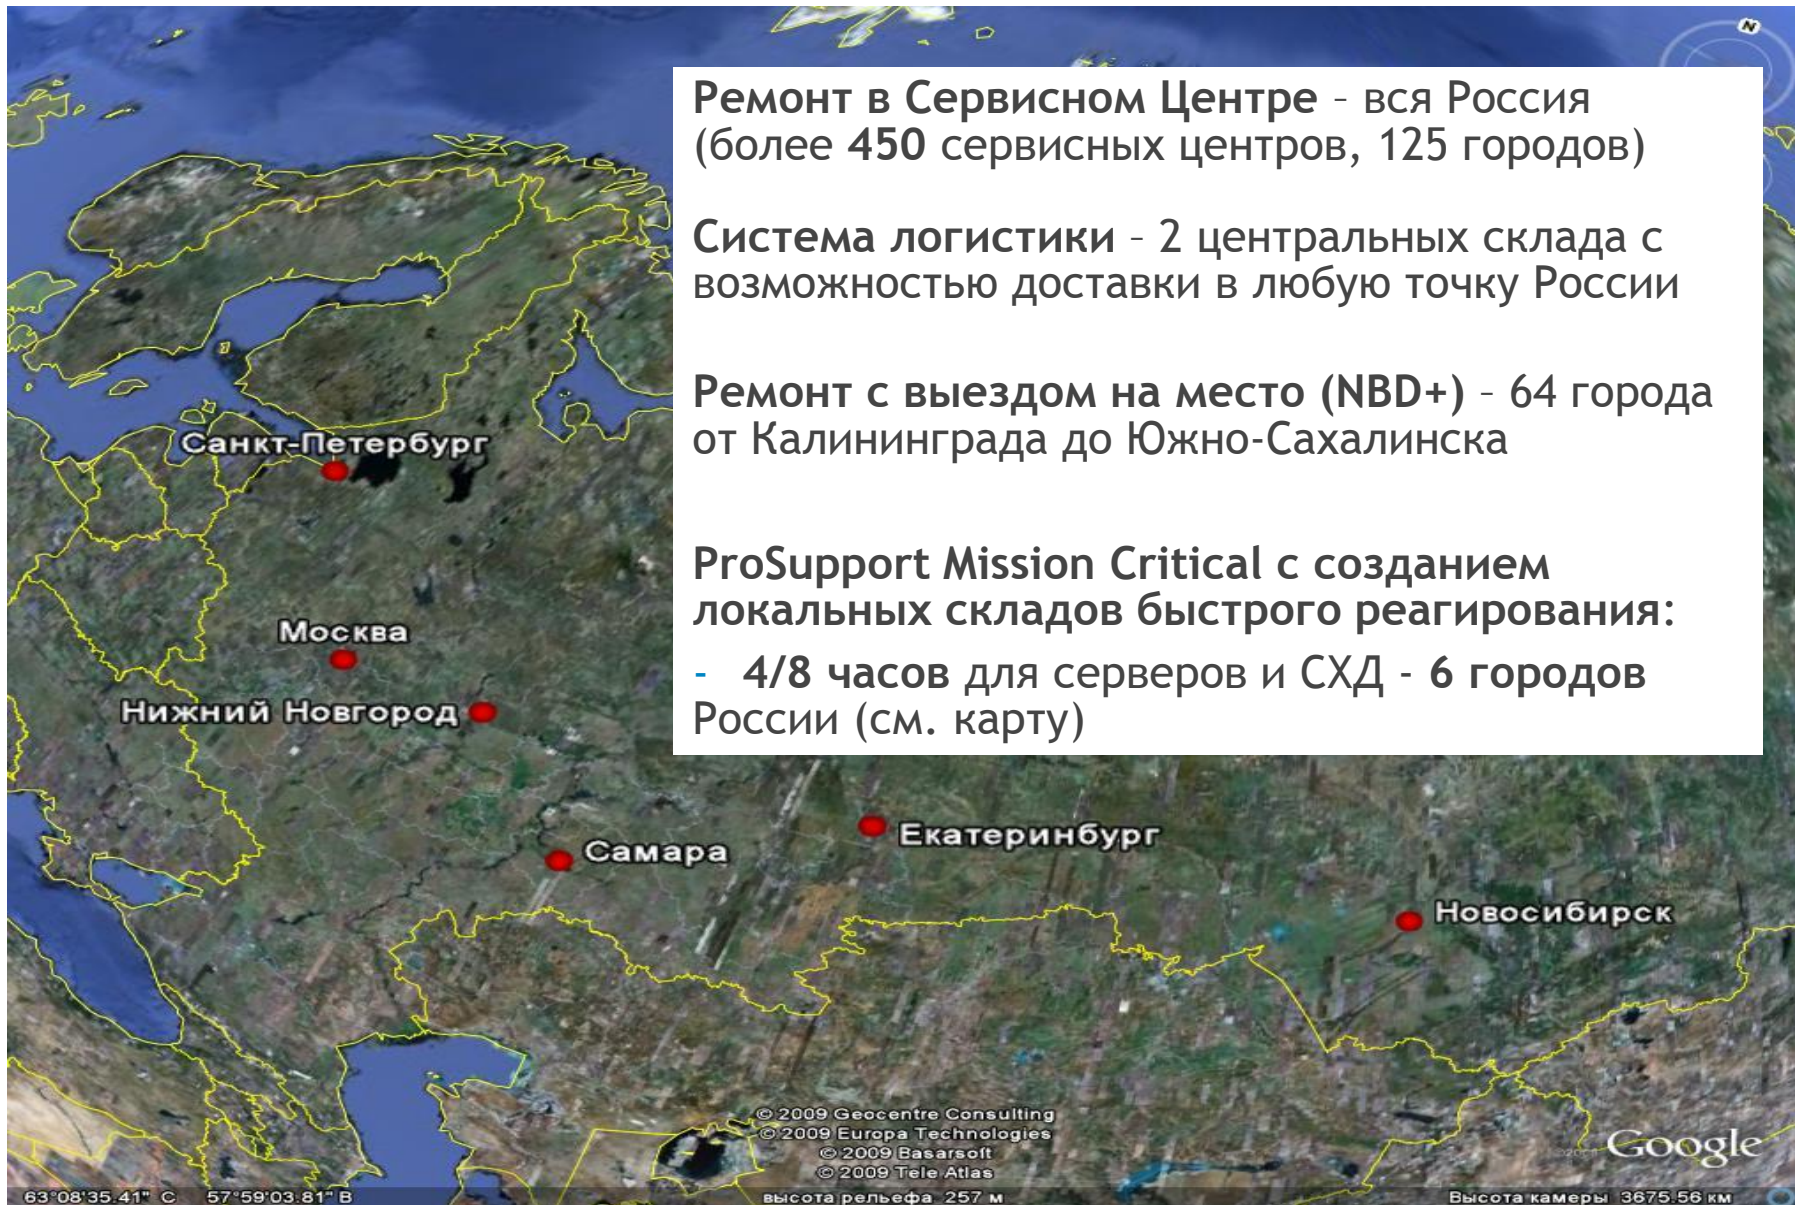 N
Ремонт в Сервисном Центре – вся Россия
(более 450 сервисных центров, 125 городов)
Система логистики – 2 центральных склада с
возможностью доставки в любую точку России
Ремонт с выездом на место (NBD+) – 64 города
от Калининграда до Южно-Сахалинска
ProSupport Mission Critical с созданием
локальных складов быстрого реагирования:
- 4/8 часов для серверов и СХД - 6 городов
России (см. карту)
Санкт-Петербург
Москва
Нижний Новгород
Самара
Екатеринбург
Новосибирск
© 2009 Geocentre Consulting
© 2009 Europa Technologies
© 2009 Basarsoft
© 2009 Tele Atlas
Google
63°08'35.41" С 57°59'03.81" В
высота рельефа 257 м
Высота камеры 3675.56 км